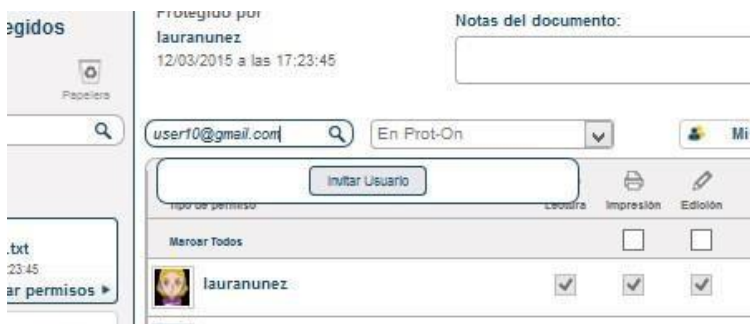 egidos
Papelera
.txt
:23:45
ar permisos
Protegido por
lauranunez
12/03/2015 a las 17:23:45
Notas del documento:
user10@gmail.com
En Prot-On
Mi
Invitar Usuario
Tipo de permiso
Lectura
Impresión
Edición
Marcar Todos
lauranunez